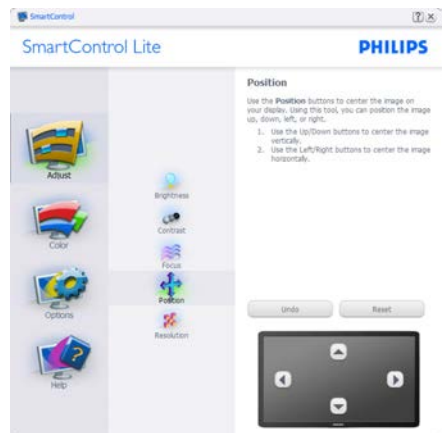 SmartControl
SmartControl Lite
PHILIPS
Adjust
Color
Options
Help
Brightness
Contrast
Focus
Position
Resolution
Position
Use the Position buttons to center the image on
your display. Using this tool, you can position the image
up, down, left, or right.
1. Use the Up/Down buttons to center the image
vertically.
2. Use the Left/Right buttons to center the image
horizontally.
Undo
Reset